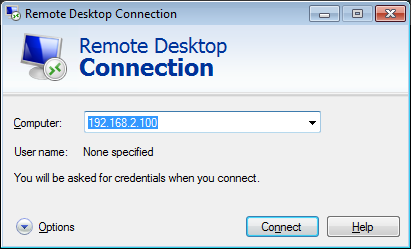 Remote Desktop Connection
Remote Desktop
Connection
Computer: 192.168.2.100
User name: None specified
You will be asked for credentials when you connect.
Options Connect Help